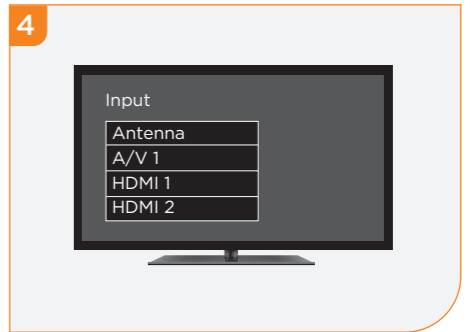 4
Input
Antenna
A/V 1
HDMI 1
HDMI 2